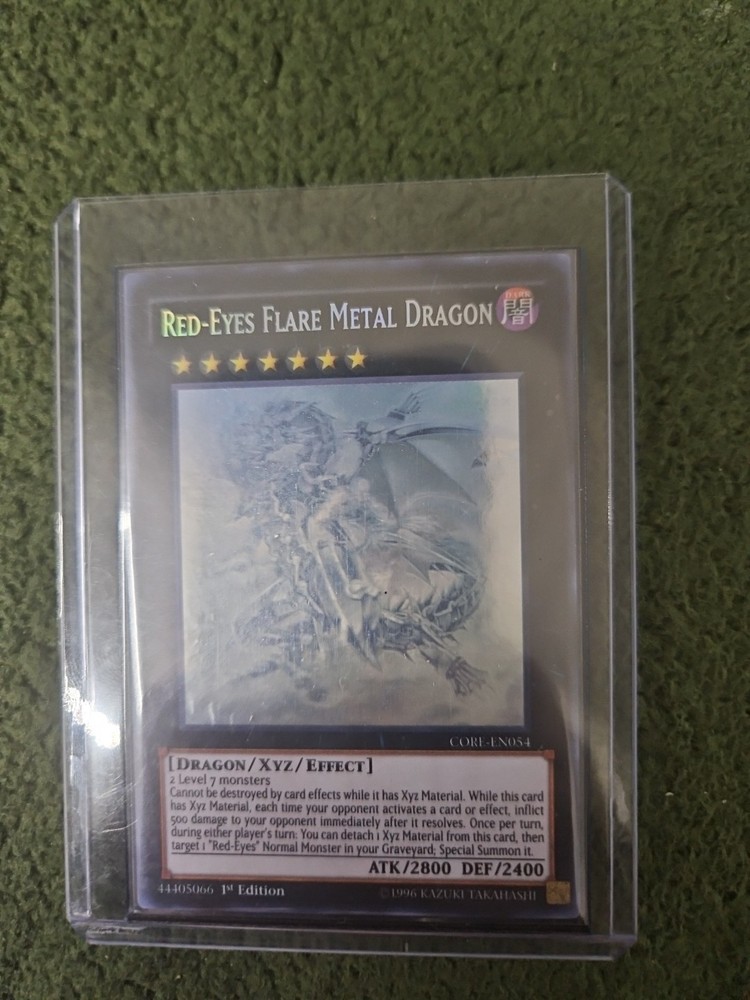 RED-EYES FLARE METAL DRAGON
DARK
闇
CORE-EN054
[DRAGON/XYZ/EFFECT]
2 Level 7 monsters
Cannot be destroyed by card effects while it has Xyz Material. While this card
has Xyz Material, each time your opponent activates a card or effect, inflict
500 damage to your opponent immediately after it resolves. Once per turn,
during either player's turn: You can detach 1 Xyz Material from this card, then
target 1 "Red-Eyes" Normal Monster in your Graveyard; Special Summon it.
ATK/2800 DEF/2400
44405066 1st Edition ©1996 KAZUKI TAKAHASHI